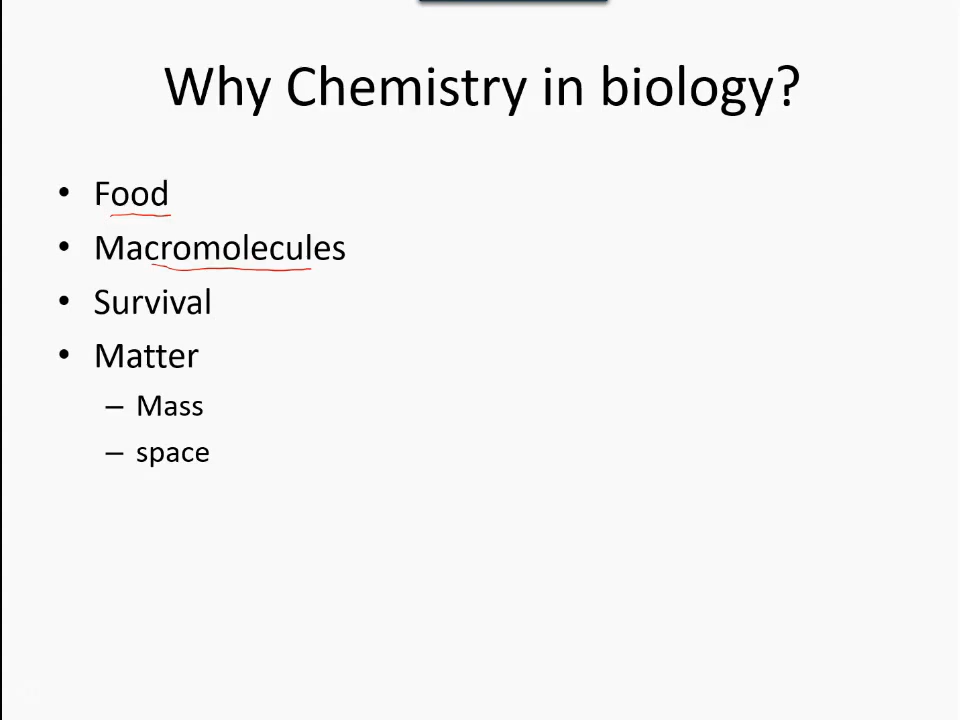 Why Chemistry in biology?
• Food
• Macromolecules
• Survival
• Matter
– Mass
– space